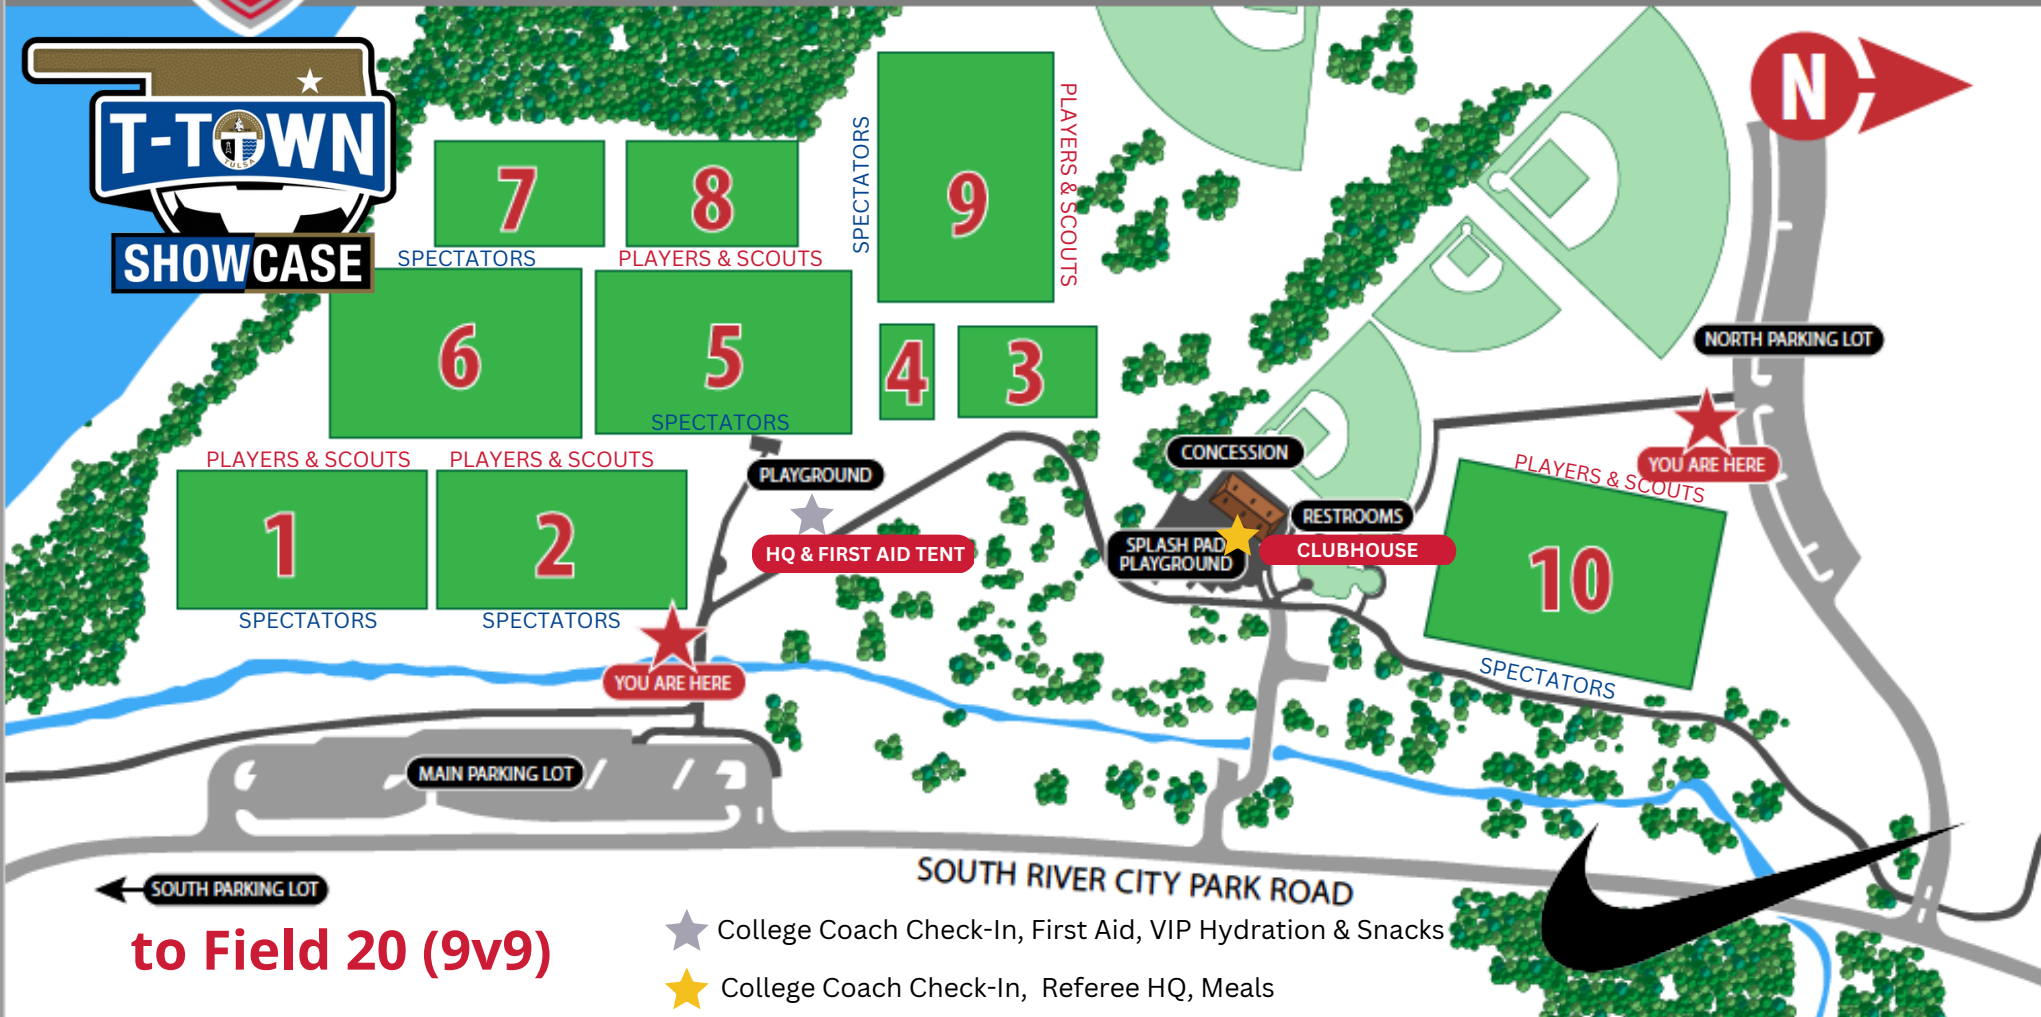 T-TOWN
TULSA
SHOWCASE
N
7
8
9
SPECTATORS
PLAYERS & SCOUTS
SPECTATORS
PLAYERS & SCOUTS
6
5
4
3
SPECTATORS
NORTH PARKING LOT
YOU ARE HERE
PLAYERS & SCOUTS
PLAYERS & SCOUTS
PLAYERS & SCOUTS
PLAYGROUND
CONCESSION
RESTROOMS
1
2
HQ & FIRST AID TENT
SPLASH PAD
PLAYGROUND
CLUBHOUSE
10
SPECTATORS
SPECTATORS
SPECTATORS
YOU ARE HERE
MAIN PARKING LOT
SOUTH RIVER CITY PARK ROAD
SOUTH PARKING LOT
to Field 20 (9v9)
College Coach Check-In, First Aid, VIP Hydration & Snacks
College Coach Check-In, Referee HQ, Meals